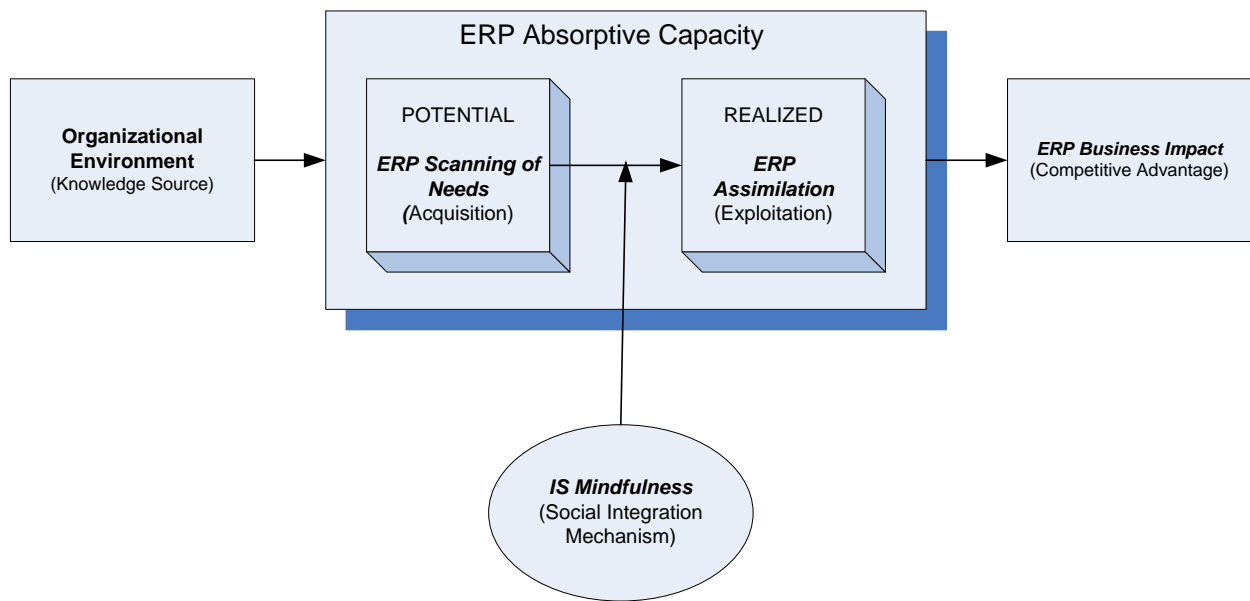 ERP Absorptive Capacity
Organizational
Environment
(Knowledge Source)
POTENTIAL
ERP Scanning of
Needs
(Acquisition)
REALIZED
ERP
Assimilation
(Exploitation)
ERP Business Impact
(Competitive Advantage)
IS Mindfulness
(Social Integration
Mechanism)